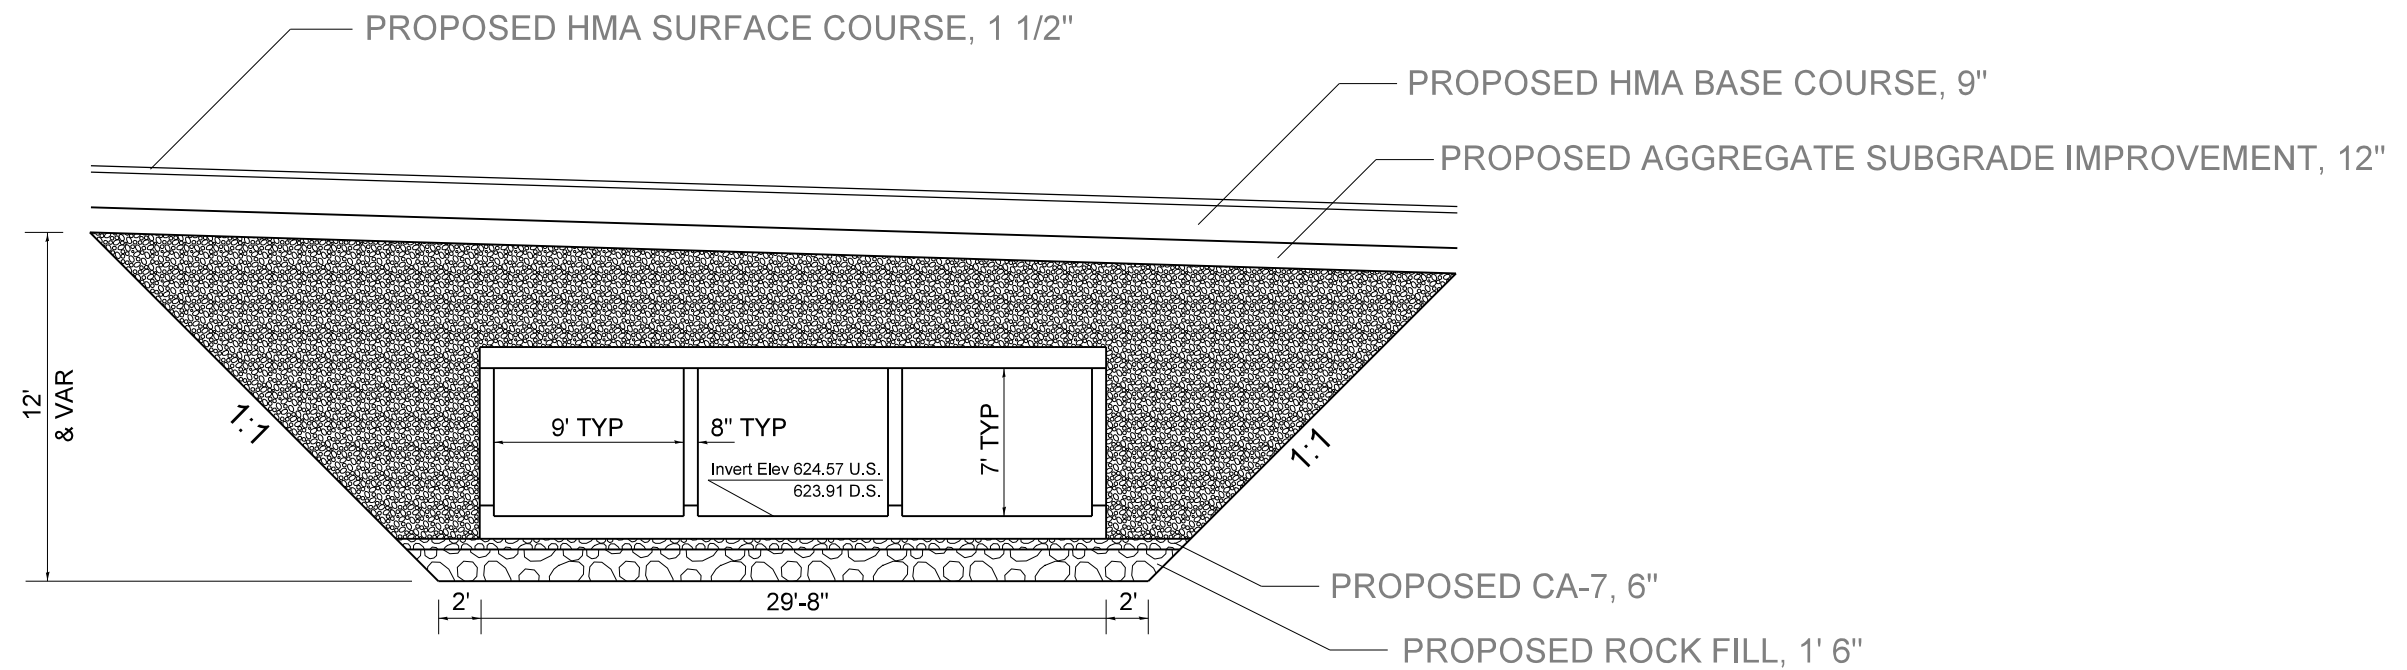 PROPOSED HMA SURFACE COURSE, 1 1/2"
PROPOSED HMA BASE COURSE, 9"
PROPOSED AGGREGATE SUBGRADE IMPROVEMENT, 12"
12'
& VAR
1:1
9' TYP
8" TYP
7' TYP
Invert Elev 624.57 U.S.
623.91 D.S.
1:1
PROPOSED CA-7, 6"
2'
29'-8"
2'
PROPOSED ROCK FILL, 1' 6"